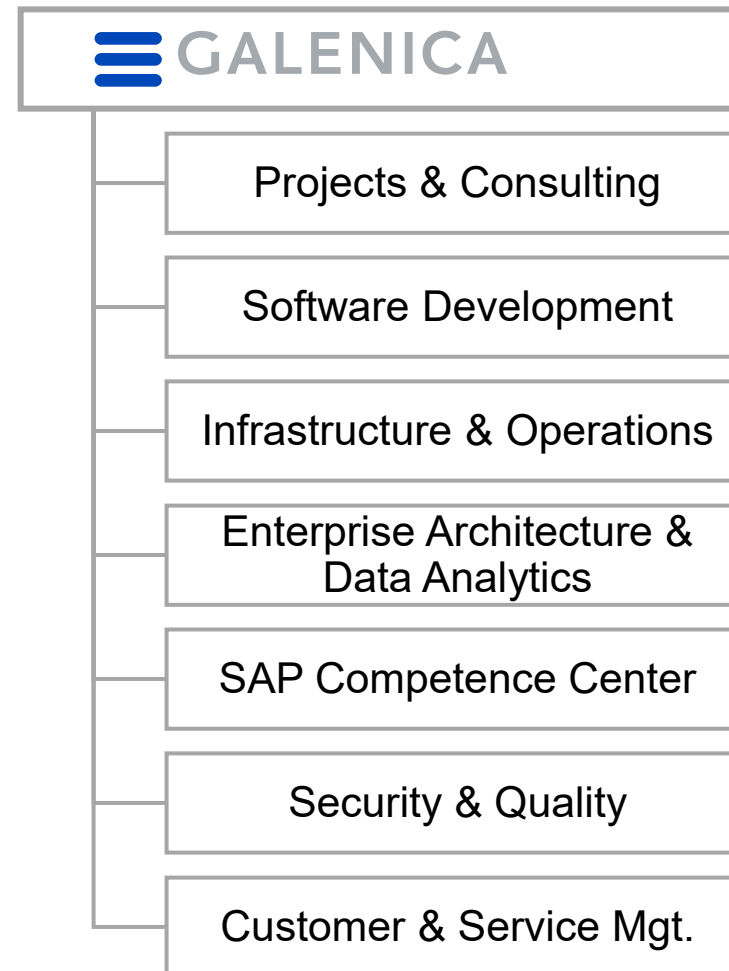 GALENICA
Projects & Consulting
Software Development
Infrastructure & Operations
Enterprise Architecture &
Data Analytics
SAP Competence Center
Security & Quality
Customer & Service Mgt.